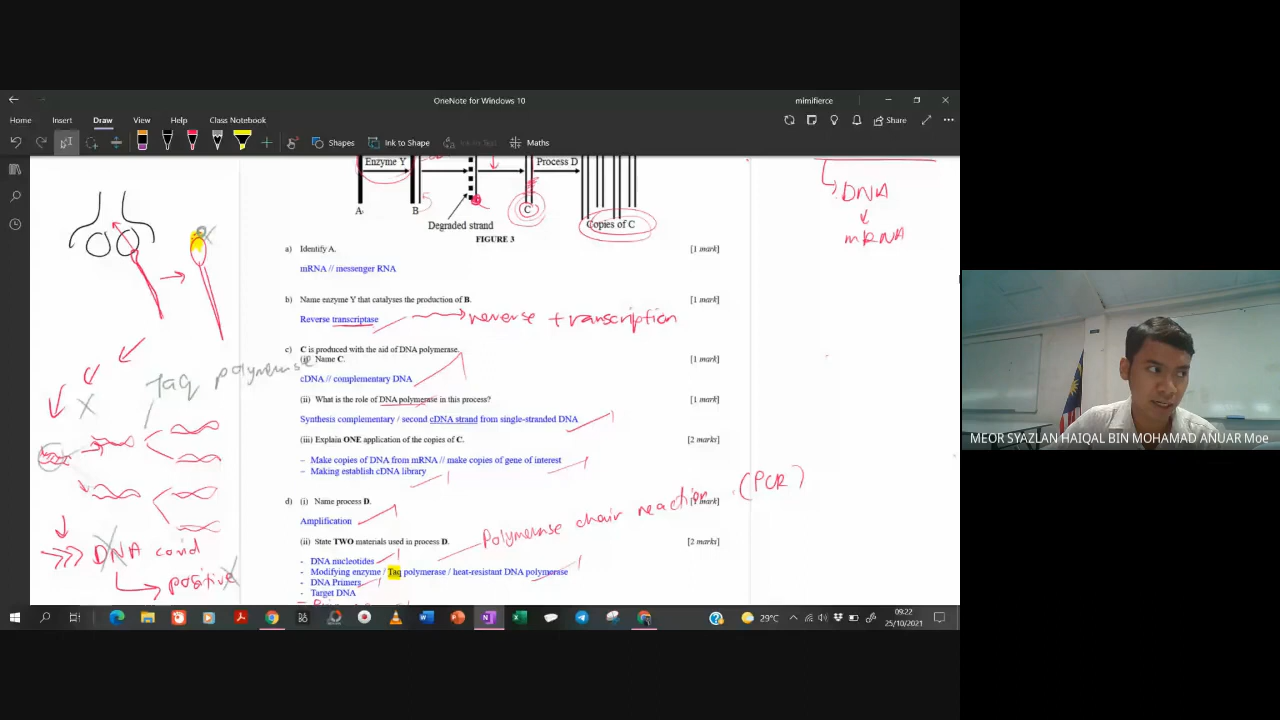 OneNote for Windows 10
mimifierce
Home Insert Draw View Help Class Notebook
Share
Shapes
Ink to Shape
Ink to Text
Maths
Enzyme Y
Process D
A
B
5
C
Copies of C
Degraded strand
FIGURE 3
DNA
mRNA
a) Identify A. [1 mark]
mRNA // messenger RNA
b) Name enzyme Y that catalyses the production of B. [1 mark]
Reverse transcriptase
reverse + transcription
c) C is produced with the aid of DNA polymerase.
(i) Name C. [1 mark]
cDNA // complementary DNA
Taq polymerase
(ii) What is the role of DNA polymerase in this process? [1 mark]
Synthesis complementary / second cDNA strand from single-stranded DNA
(iii) Explain ONE application of the copies of C. [2 marks]
– Make copies of DNA from mRNA // make copies of gene of interest
– Making establish cDNA library
d) (i) Name process D. [1 mark]
Amplification
Polymerase chair reaction (PCR)
(ii) State TWO materials used in process D. [2 marks]
- DNA nucleotides
- Modifying enzyme / Taq polymerase / heat-resistant DNA polymerase
- DNA Primers
- Target DNA
DNA covid
positive
MEOR SYAZLAN HAIQAL BIN MOHAMAD ANUAR Moe
29°C
09:22
25/10/2021